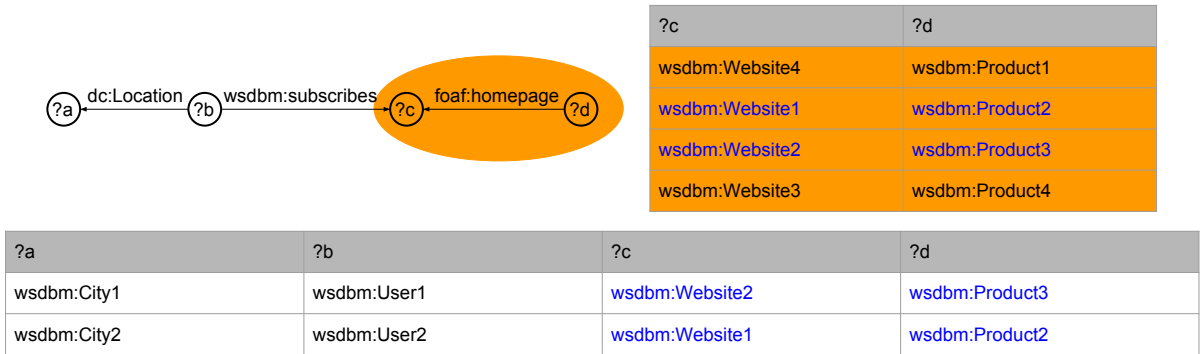 ?c ?d
wsdbm:Website4 wsdbm:Product1
wsdbm:Website1 wsdbm:Product2
wsdbm:Website2 wsdbm:Product3
wsdbm:Website3 wsdbm:Product4
dc:Location wsdbm:subscribes foaf:homepage
?a ?b ?c ?d
?a ?b ?c ?d
wsdbm:City1 wsdbm:User1 wsdbm:Website2 wsdbm:Product3
wsdbm:City2 wsdbm:User2 wsdbm:Website1 wsdbm:Product2